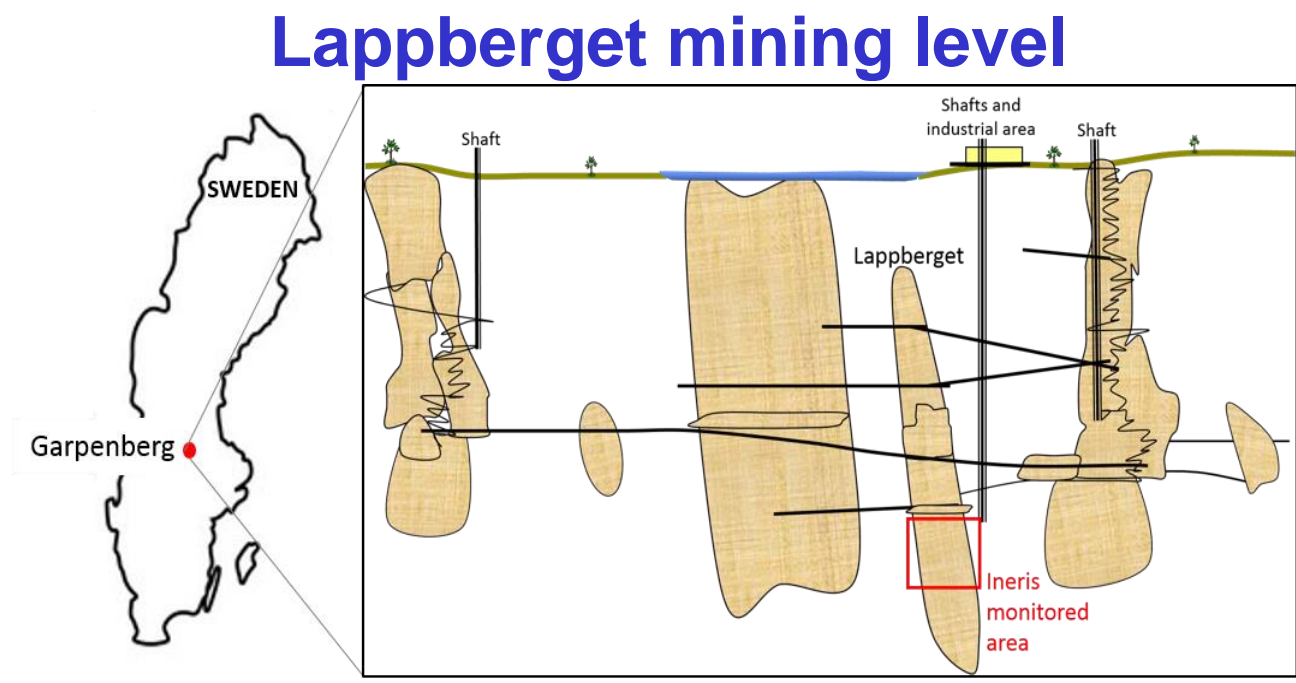 Lappberget mining level
SWEDEN
Garpenberg
Shaft
Shafts and
industrial area
Shaft
Lappberget
Ineris
monitored
area